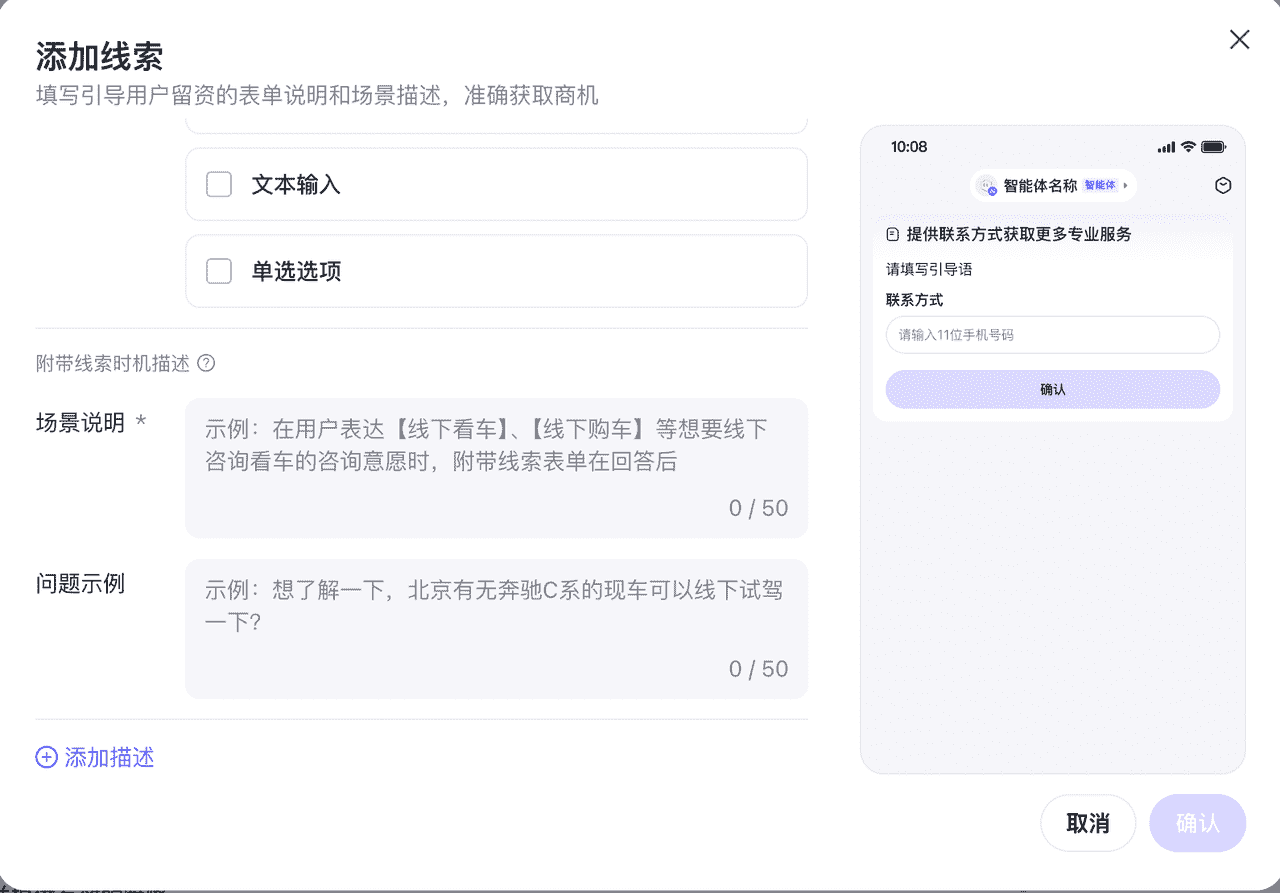 添加线索
填写引导用户留资的表单说明和场景描述，准确获取商机
文本输入
单选选项
附带线索时机描述
场景说明 *
示例：在用户表达【线下看车】、【线下购车】等想要线下
咨询看车的咨询意愿时，附带线索表单在回答后
0 / 50
问题示例
示例：想了解一下，北京有无奔驰C系的现车可以线下试驾
一下?
0 / 50
添加描述
10:08
智能体名称 智能体
提供联系方式获取更多专业服务
请填写引导语
联系方式
请输入11位手机号码
确认
取消
确认